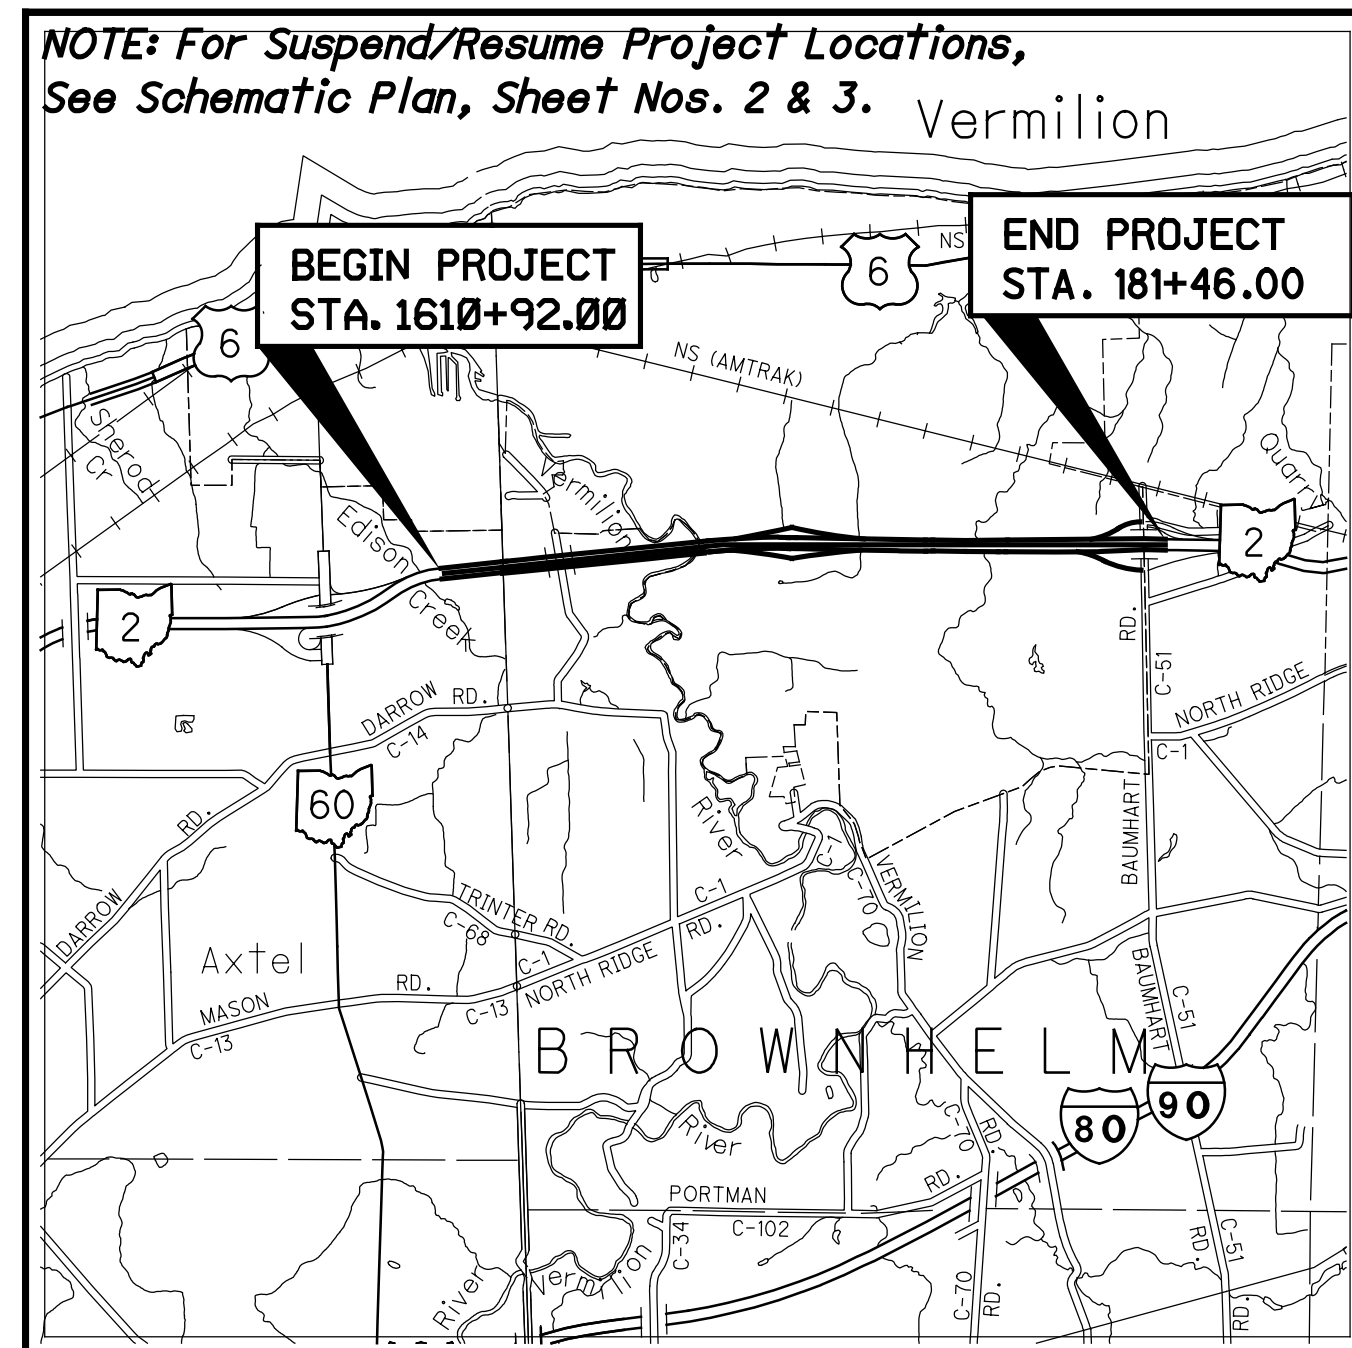 NOTE: For Suspend/Resume Project Locations,
See Schematic Plan, Sheet Nos. 2 & 3.
Vermilion
BEGIN PROJECT
STA. 1610+92.00
END PROJECT
STA. 181+46.00
NS
6
6
NS (AMTRAK)
Sherod
Cr
Edison
Creek
Vermilion
Quarry
2
2
RD.
C-51
NORTH RIDGE
C-1
DARROW RD.
C-14
60
RD.
DARROW
River
BAUMHART
C-1
C-70
VERMILION
TRINTER RD.
C-68
C-1
RD.
C-1
NORTH RIDGE
Axtel
MASON RD.
C-13
C-13
BAUMHART
C-51
BROWNHELM
80
90
River
C-70
RD.
RD.
PORTMAN
C-102
C-34
Vermilion
River
C-70
RD.
RD.
C-51
RD.